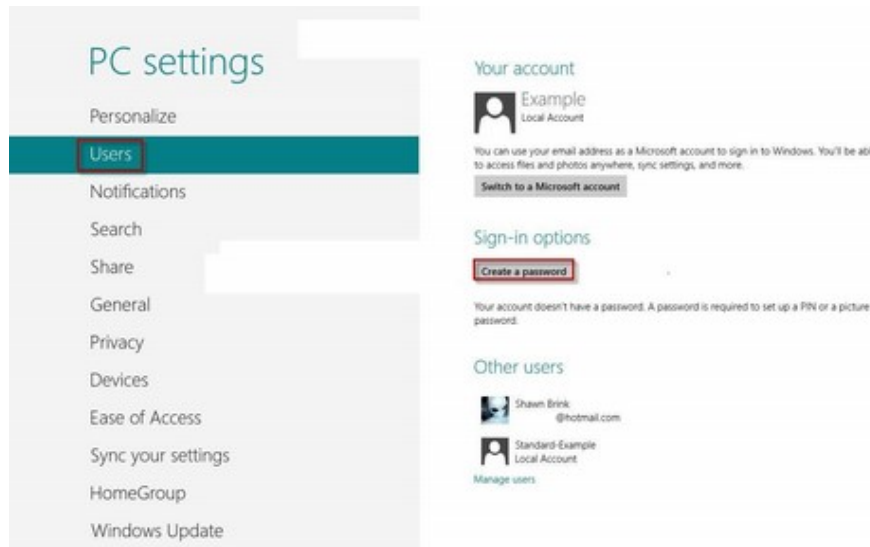 PC settings
Personalize
Users
Notifications
Search
Share
General
Privacy
Devices
Ease of Access
Sync your settings
HomeGroup
Windows Update
Your account
Example
Local Account
You can use your email address as a Microsoft account to sign in to Windows. You'll be
to access files and photos anywhere, sync settings, and more.
Switch to a Microsoft account
Sign-in options
Create a password
Your account doesn't have a password. A password is required to set up a PIN or a picture
password.
Other users
Shawn Brink
@hotmail.com
Standard-Example
Local Account
Manage users